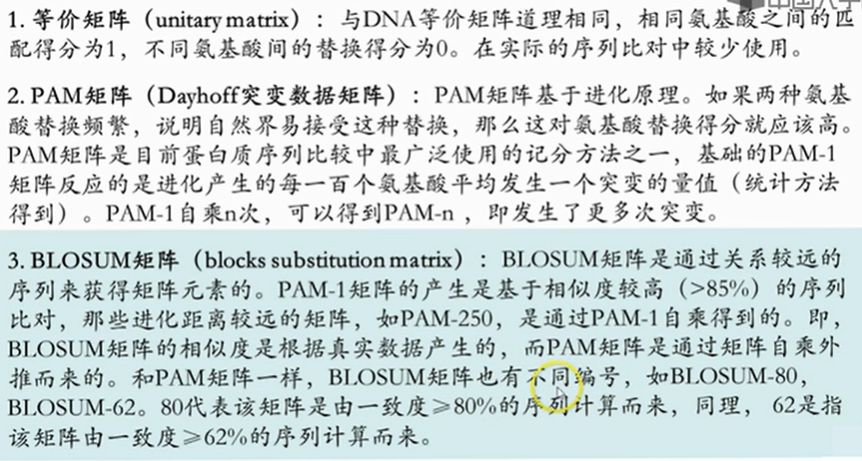 1. 等价矩阵（unitary matrix）：与DNA等价矩阵道理相同，相同氨基酸之间的匹
配得分为1，不同氨基酸间的替换得分为0。在实际的序列比对中较少使用。
2. PAM矩阵（Dayhoff突变数据矩阵）：PAM矩阵基于进化原理。如果两种氨基
酸替换频繁，说明自然界易接受这种替换，那么这对氨基酸替换得分就应该高。
PAM矩阵是目前蛋白质序列比较中最广泛使用的记分方法之一，基础的PAM-1
矩阵反应的是进化产生的每一百个氨基酸平均发生一个突变的量值（统计方法
得到）。PAM-1自乘n次，可以得到PAM-n ，即发生了更多次突变。
3. BLOSUM矩阵（blocks substitution matrix）：BLOSUM矩阵是通过关系较远的
序列来获得矩阵元素的。PAM-1矩阵的产生是基于相似度较高（>85%）的序列
比对，那些进化距离较远的矩阵，如PAM-250，是通过PAM-1自乘得到的。即，
BLOSUM矩阵的相似度是根据真实数据产生的，而PAM矩阵是通过矩阵自乘外
推而来的。和PAM矩阵一样，BLOSUM矩阵也有不同编号，如BLOSUM-80，
BLOSUM-62。80代表该矩阵是由一致度≥80%的序列计算而来，同理， 62是指
该矩阵由一致度≥62%的序列计算而来。